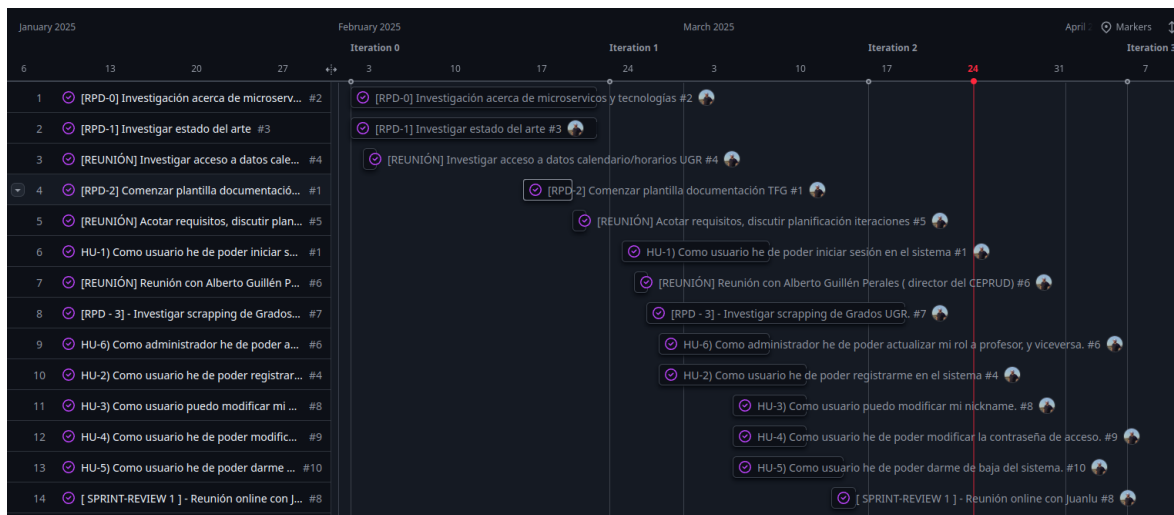 January 2025 February 2025 March 2025 April Markers
Iteration 0 Iteration 1 Iteration 2 Iteration 3
6 13 20 27 3 10 17 24 3 10 17 24 31 7
1 [RPD-0] Investigación acerca de microserv... #2 [RPD-0] Investigación acerca de microservicos y tecnologías #2
2 [RPD-1] Investigar estado del arte #3 [RPD-1] Investigar estado del arte #3
3 [REUNIÓN] Investigar acceso a datos cale... #4 [REUNIÓN] Investigar acceso a datos calendario/horarios UGR #4
4 [RPD-2] Comenzar plantilla documentació... #1 [RPD-2] Comenzar plantilla documentación TFG #1
5 [REUNIÓN] Acotar requisitos, discutir plan... #5 [REUNIÓN] Acotar requisitos, discutir planificación iteraciones #5
6 HU-1) Como usuario he de poder iniciar s... #1 HU-1) Como usuario he de poder iniciar sesión en el sistema #1
7 [REUNIÓN] Reunión con Alberto Guillén P... #6 [REUNIÓN] Reunión con Alberto Guillén Perales ( director del CEPRUD) #6
8 [RPD - 3] - Investigar scrapping de Grados... #7 [RPD - 3] - Investigar scrapping de Grados UGR. #7
9 HU-6) Como administrador he de poder a... #6 HU-6) Como administrador he de poder actualizar mi rol a profesor, y viceversa. #6
10 HU-2) Como usuario he de poder registrar... #4 HU-2) Como usuario he de poder registrarme en el sistema #4
11 HU-3) Como usuario puedo modificar mi ... #8 HU-3) Como usuario puedo modificar mi nickname. #8
12 HU-4) Como usuario he de poder modific... #9 HU-4) Como usuario he de poder modificar la contraseña de acceso. #9
13 HU-5) Como usuario he de poder darme ... #10 HU-5) Como usuario he de poder darme de baja del sistema. #10
14 [ SPRINT-REVIEW 1 ] - Reunión online con J... #8 [ SPRINT-REVIEW 1 ] - Reunión online con Juanlu #8